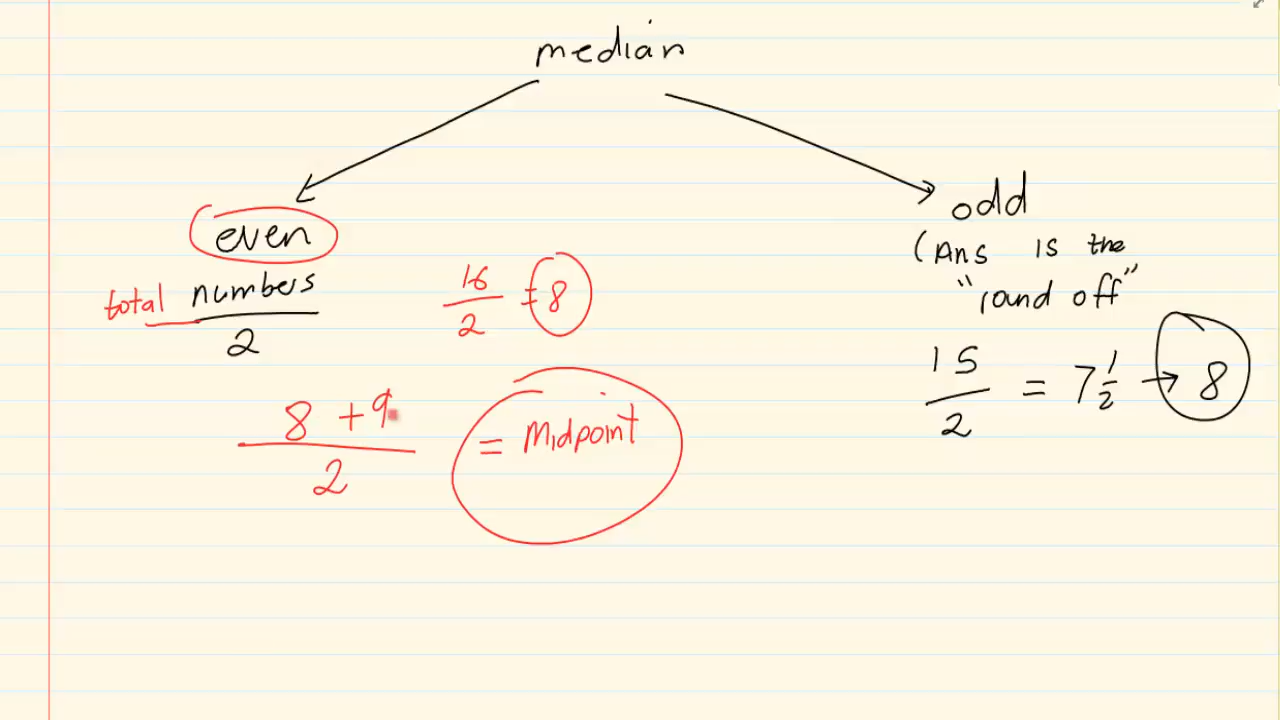 median
even
total numbers
2
16
2
= 8
8 + 9
2
= Midpoint
odd
(Ans is the
"round off"
15
2
= 7 1/2 → 8